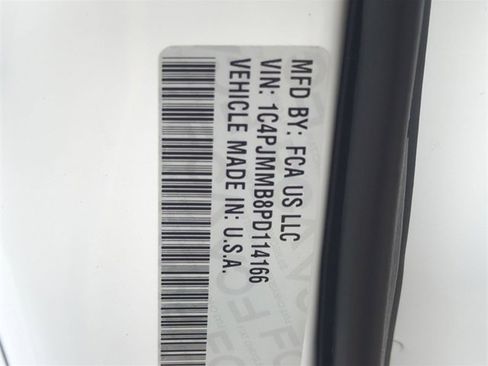 MFD BY: FCA US LLC
VIN: 1C4PJMMB8PD114166
VEHICLE MADE IN: U.S.A.